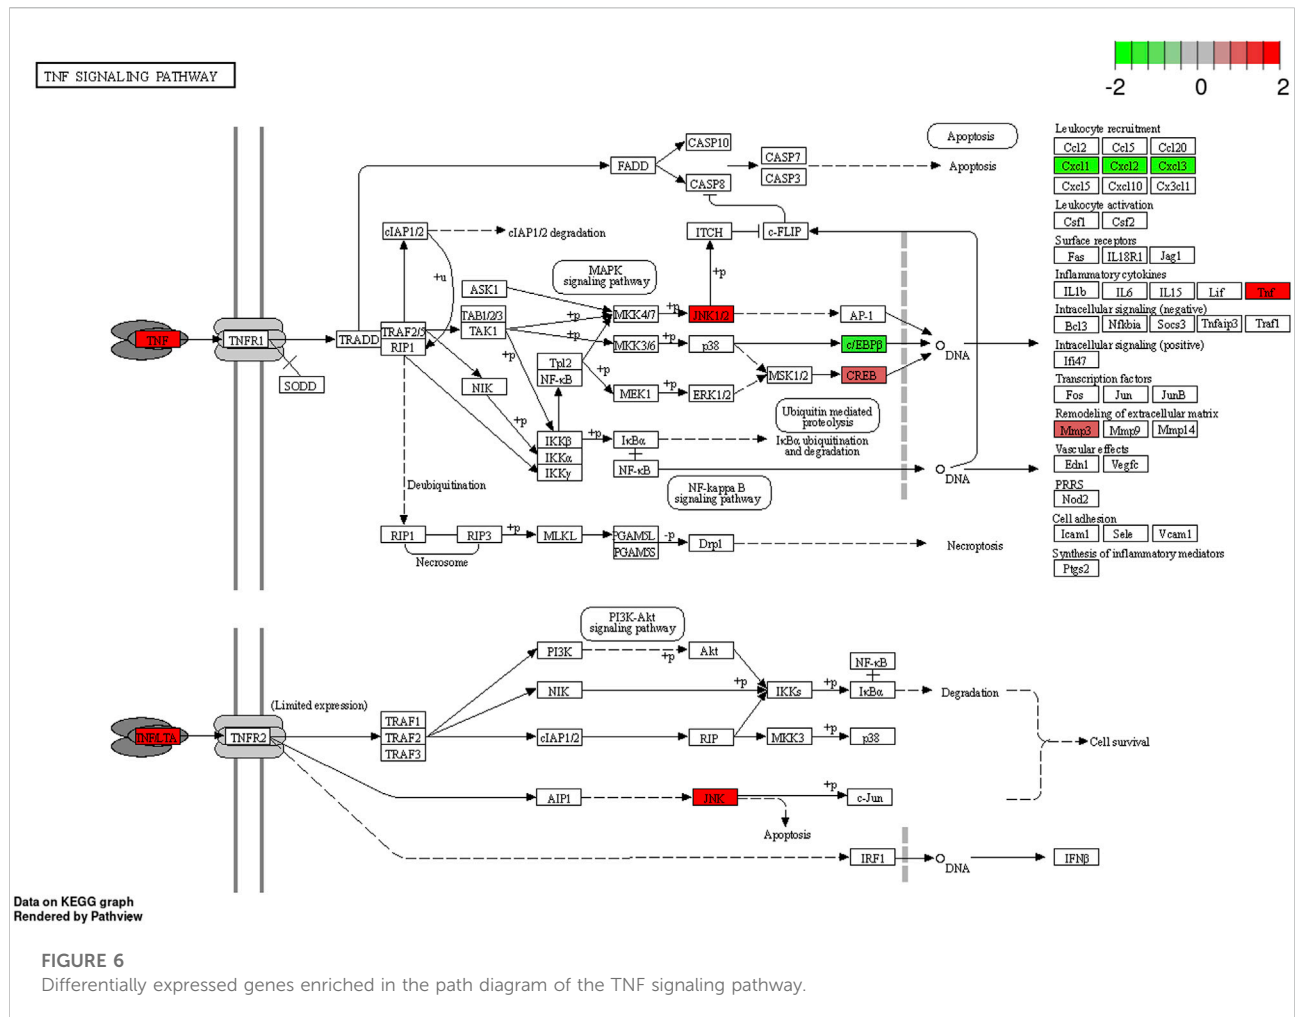 TNF SIGNALING PATHWAY
-2 0 2
Apoptosis
CASP10
FADD
CASP7
CASP3
Apoptosis
CASP8
cIAP1/2
cIAP1/2 degradation
ITCH
c-FLIP
+u
+p
MAPK
signaling pathway
ASK1
TAB1/2/3
TAK1
+p
+p
MKK4/7
+p
JNK1/2
AP-1
TNF
TNFR1
TRADD
TRAF2/5
RIP1
SODD
MKK3/6
+p
p38
c/EBPβ
DNA
+p
Tpl2
NF-κB
+p
MSK1/2
+p
CREB
NIK
MEK1
+p
ERK1/2
+p
Ubiquitin mediated
proteolysis
IKKβ
IKKα
IKKγ
+p
IκBα
IκBα ubiquitination
and degradation
NF-κB
DNA
NF-kappa B
signaling pathway
Deubiquitination
RIP1
RIP3
+p
MLKL
PGAM5L
PGAM5S
-p
Drp1
Necroptosis
Necrosome
Leukocyte recruitment
Ccl2 Ccl5 Ccl20
Cxcl1 Cxcl2 Cxcl3
Cxcl5 Cxcl10 Cx3cl1
Leukocyte activation
Csf1 Csf2
Surface receptors
Fas IL18R1 Jag1
Inflammatory cytokines
IL1b IL6 IL15 Lif Tnf
Intracellular signaling (negative)
Bcl3 Nfkbia Socs3 Tnfaip3 Traf1
Intracellular signaling (positive)
Ifi47
Transcription factors
Fos Jun JunB
Remodeling of extracellular matrix
Mmp3 Mmp9 Mmp14
Vascular effects
Edn1 Vegfc
PRRS
Nod2
Cell adhesion
Icam1 Sele Vcam1
Synthesis of inflammatory mediators
Ptgs2
PI3K-Akt
signaling pathway
PI3K
+p
Akt
NF-κB
NIK
+p
IKKs
+p
IκBα
Degradation
(Limited expression)
TNF/LTA
TNFR2
TRAF1
TRAF2
TRAF3
cIAP1/2
RIP
MKK3
+p
p38
Cell survival
AIP1
JNK
+p
c-Jun
Apoptosis
IRF1
DNA
IFNβ
Data on KEGG graph
Rendered by Pathview
FIGURE 6
Differentially expressed genes enriched in the path diagram of the TNF signaling pathway.